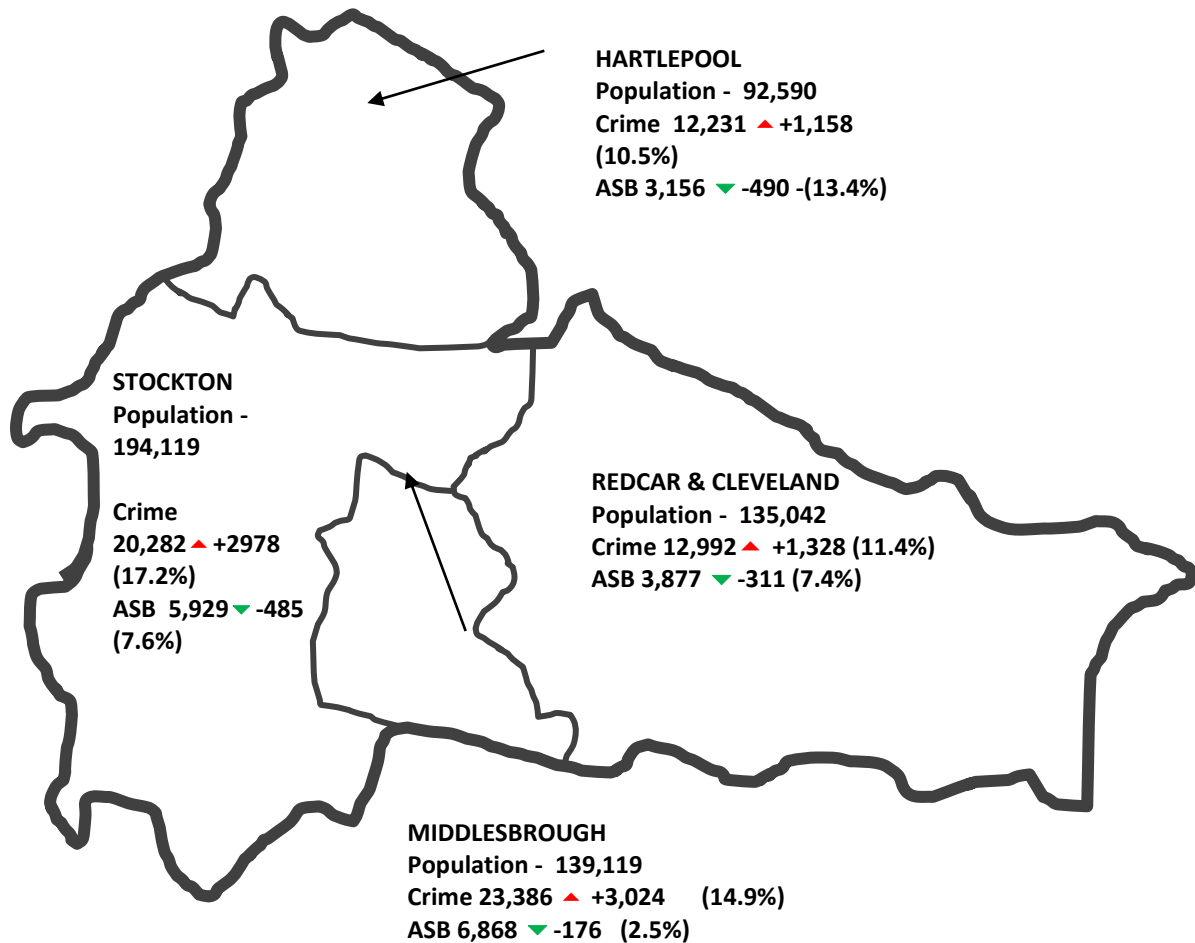 HARTLEPOOL
Population - 92,590
Crime 12,231 ▲ +1,158
(10.5%)
ASB 3,156 ▼ -490 -(13.4%)
STOCKTON
Population -
194,119
Crime
20,282 ▲ +2978
(17.2%)
ASB 5,929 ▼ -485
(7.6%)
REDCAR & CLEVELAND
Population - 135,042
Crime 12,992 ▲ +1,328 (11.4%)
ASB 3,877 ▼ -311 (7.4%)
MIDDLESBROUGH
Population - 139,119
Crime 23,386 ▲ +3,024 (14.9%)
ASB 6,868 ▼ -176 (2.5%)